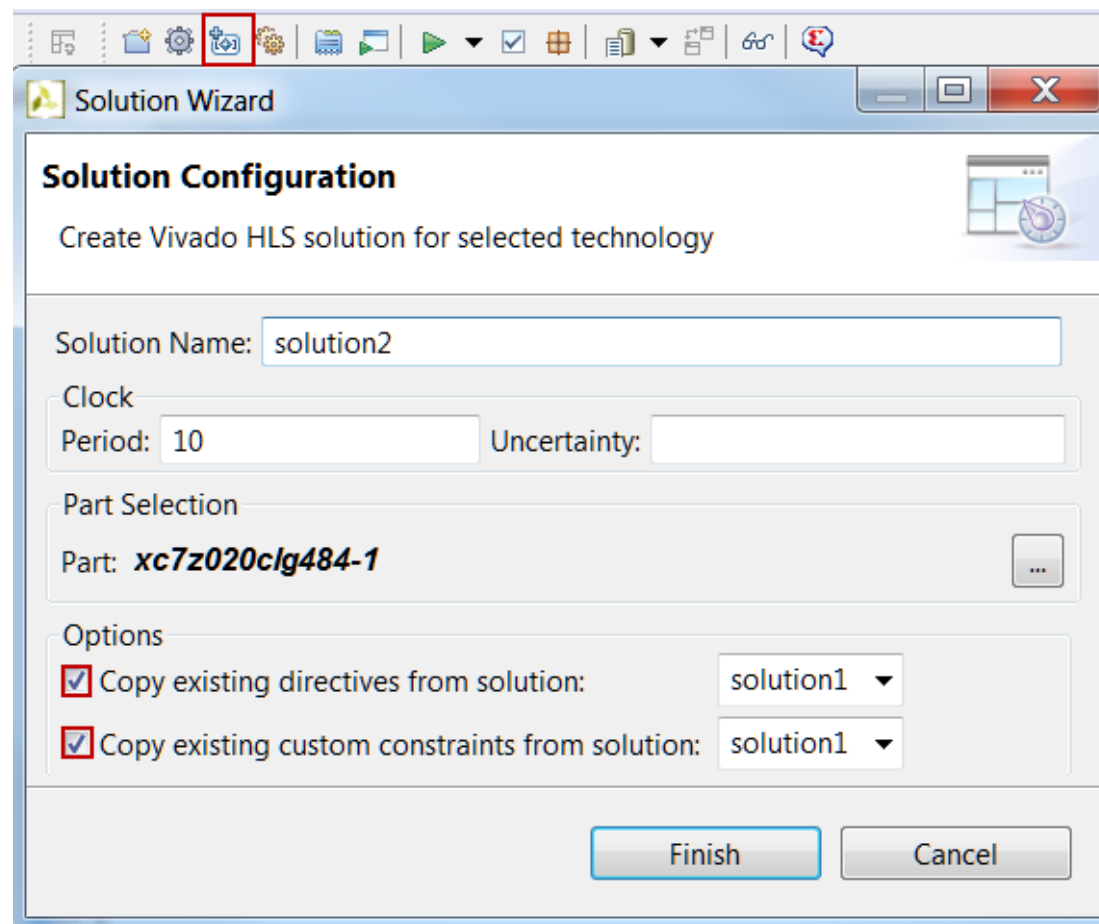 Solution Wizard
Solution Configuration
Create Vivado HLS solution for selected technology
Solution Name: solution2
Clock
Period: 10 Uncertainty:
Part Selection
Part: xc7z020clg484-1 ...
Options
Copy existing directives from solution: solution1
Copy existing custom constraints from solution: solution1
Finish Cancel